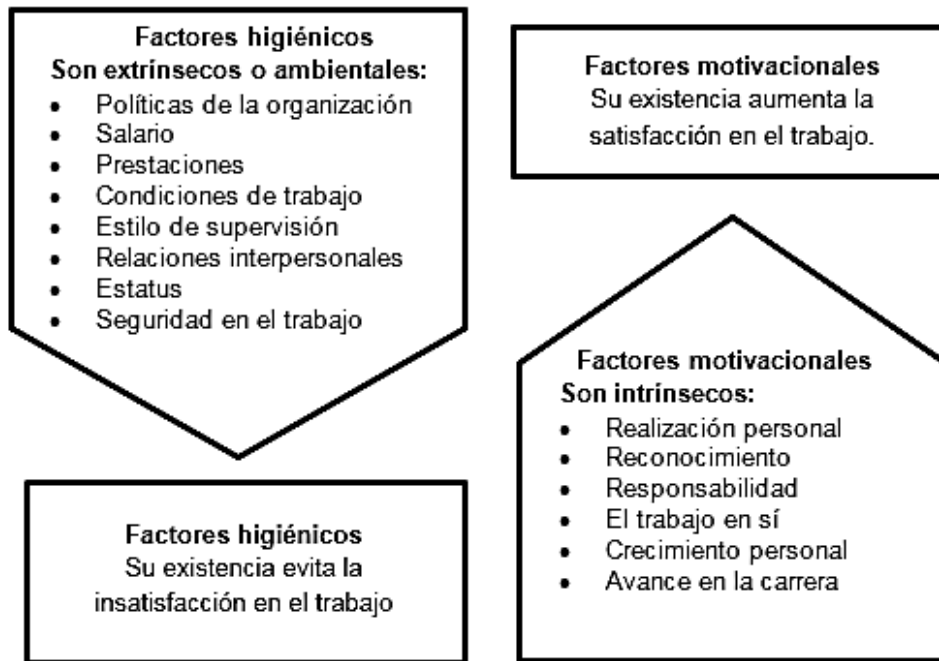 Factores higiénicos
Son extrínsecos o ambientales:
• Políticas de la organización
• Salario
• Prestaciones
• Condiciones de trabajo
• Estilo de supervisión
• Relaciones interpersonales
• Estatus
• Seguridad en el trabajo
Factores higiénicos
Su existencia evita la
insatisfacción en el trabajo
Factores motivacionales
Su existencia aumenta la
satisfacción en el trabajo.
Factores motivacionales
Son intrínsecos:
• Realización personal
• Reconocimiento
• Responsabilidad
• El trabajo en sí
• Crecimiento personal
• Avance en la carrera